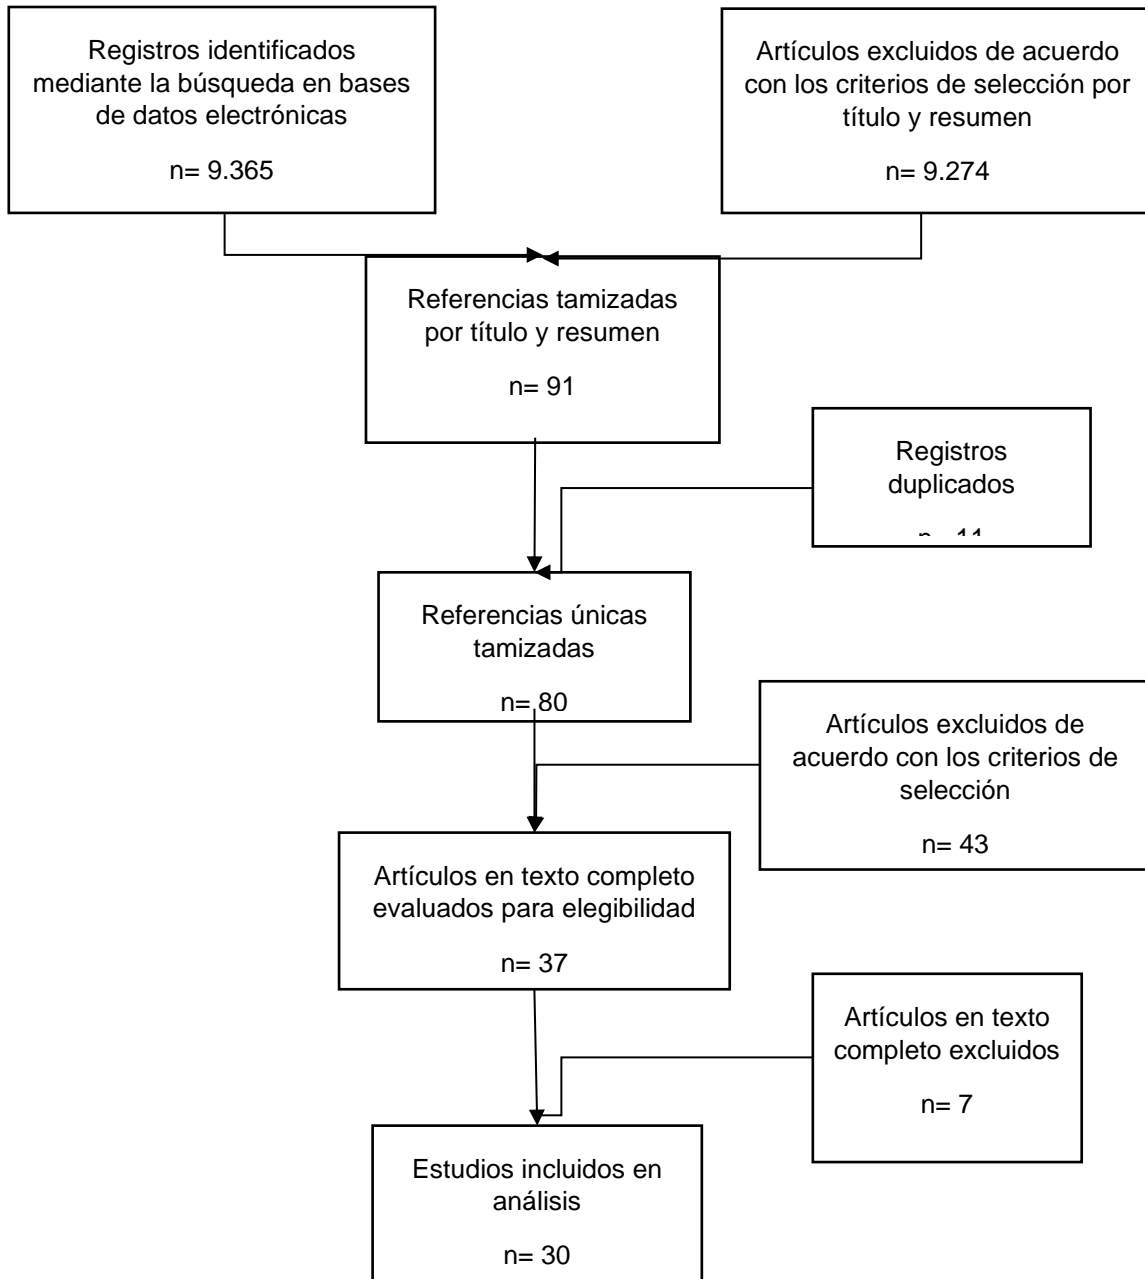 Registros identificados
mediante la búsqueda en bases
de datos electrónicas
n= 9.365
Artículos excluidos de acuerdo
con los criterios de selección por
título y resumen
n= 9.274
Referencias tamizadas
por título y resumen
n= 91
Registros
duplicados
n= 11
Referencias únicas
tamizadas
n= 80
Artículos excluidos de
acuerdo con los criterios de
selección
n= 43
Artículos en texto completo
evaluados para elegibilidad
n= 37
Artículos en texto
completo excluidos
n= 7
Estudios incluidos en
análisis
n= 30